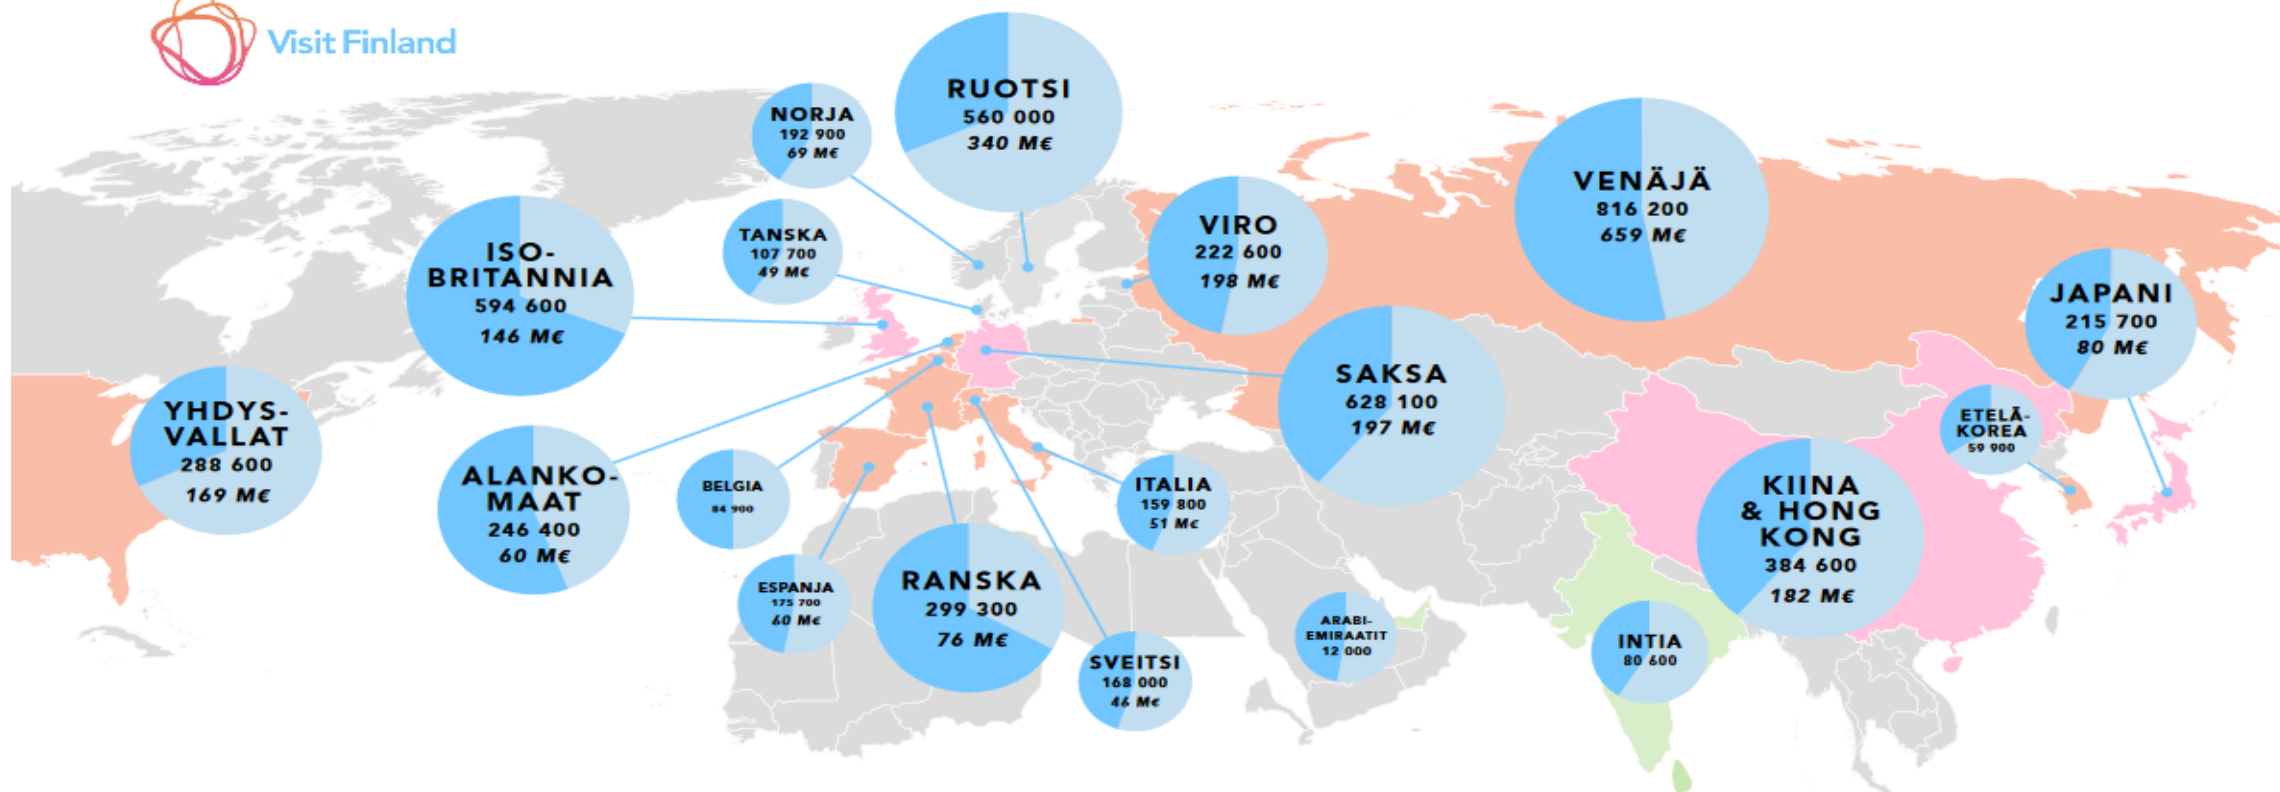 Visit Finland
RUOTSI
560 000
340 M€
NORJA
192 900
69 M€
VENÄJÄ
816 200
659 M€
TANSKA
107 700
49 M€
VIRO
222 600
198 M€
ISO-
BRITANNIA
594 600
146 M€
JAPANI
215 700
80 M€
SAKSA
628 100
197 M€
YHDYS-
VALLAT
288 600
169 M€
ETELÄ-
KOREA
59 900
ALANKO-
MAAT
246 400
60 M€
BELGIA
84 900
ITALIA
159 800
51 M€
KIINA
& HONG
KONG
384 600
182 M€
ESPANJA
175 700
60 M€
RANSKA
299 300
76 M€
SVEITSI
168 000
46 M€
ARABI-
EMIRAATIT
12 000
INTIA
80 600